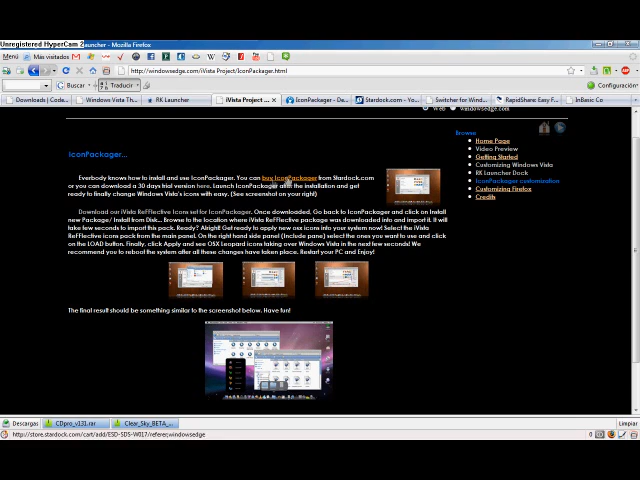 Unregistered HyperCam 2
auncher - Mozilla Firefox
Menú Más visitados
http://windowsedge.com/iVista Project/IconPackager.html
Buscar Traducir Configuración
Downloads | Code... Windows Vista Th... RK Launcher iVista Project ... IconPackager - De... Stardock.com - Yo... Switcher for Wind... RapidShare: Easy F... InBasic Co
Web windowsedge.com
Browse
Home Page
Video Preview
Getting Started
Customizing Windows Vista
RK Launcher Dock
IconPackager customization
Customizing Firefox
Credits
IconPackager...
Everbody knows how to install and use IconPackager. You can buy IconPackager from Stardock.com
or you can download a 30 days trial version here. Launch IconPackager after the installation and get
ready to finally change Windows Vista's icons with easy. (See screenshot on your right)
Download our iVista RefFlective Icons set for IconPackager. Once downloaded, Go back to IconPackager and click on Install
new Package/ Install from Disk... Browse to the location where iVista RefFlective package was downloaded into and import it. It will
take few seconds to import this pack. Ready? Alright! Get ready to apply new osx icons into your system now! Select the iVista
RefFlective icons pack from the main panel. On the right hand side panel (Include pane) select the ones you want to use and click
on the LOAD button. Finally, click Apply and see OSX Leopard icons taking over Windows Vista in the next few seconds! We
recommend you to reboot the system after all these changes have taken place. Restart your PC and Enjoy!
The final result should be something similar to the screenshot below. Have fun!
Descargas CDpro_v131.rar Clear_Sky_BETA_... Limpiar
http://store.stardock.com/cart/add/ESD-SDS-W017/referer;windowsedge